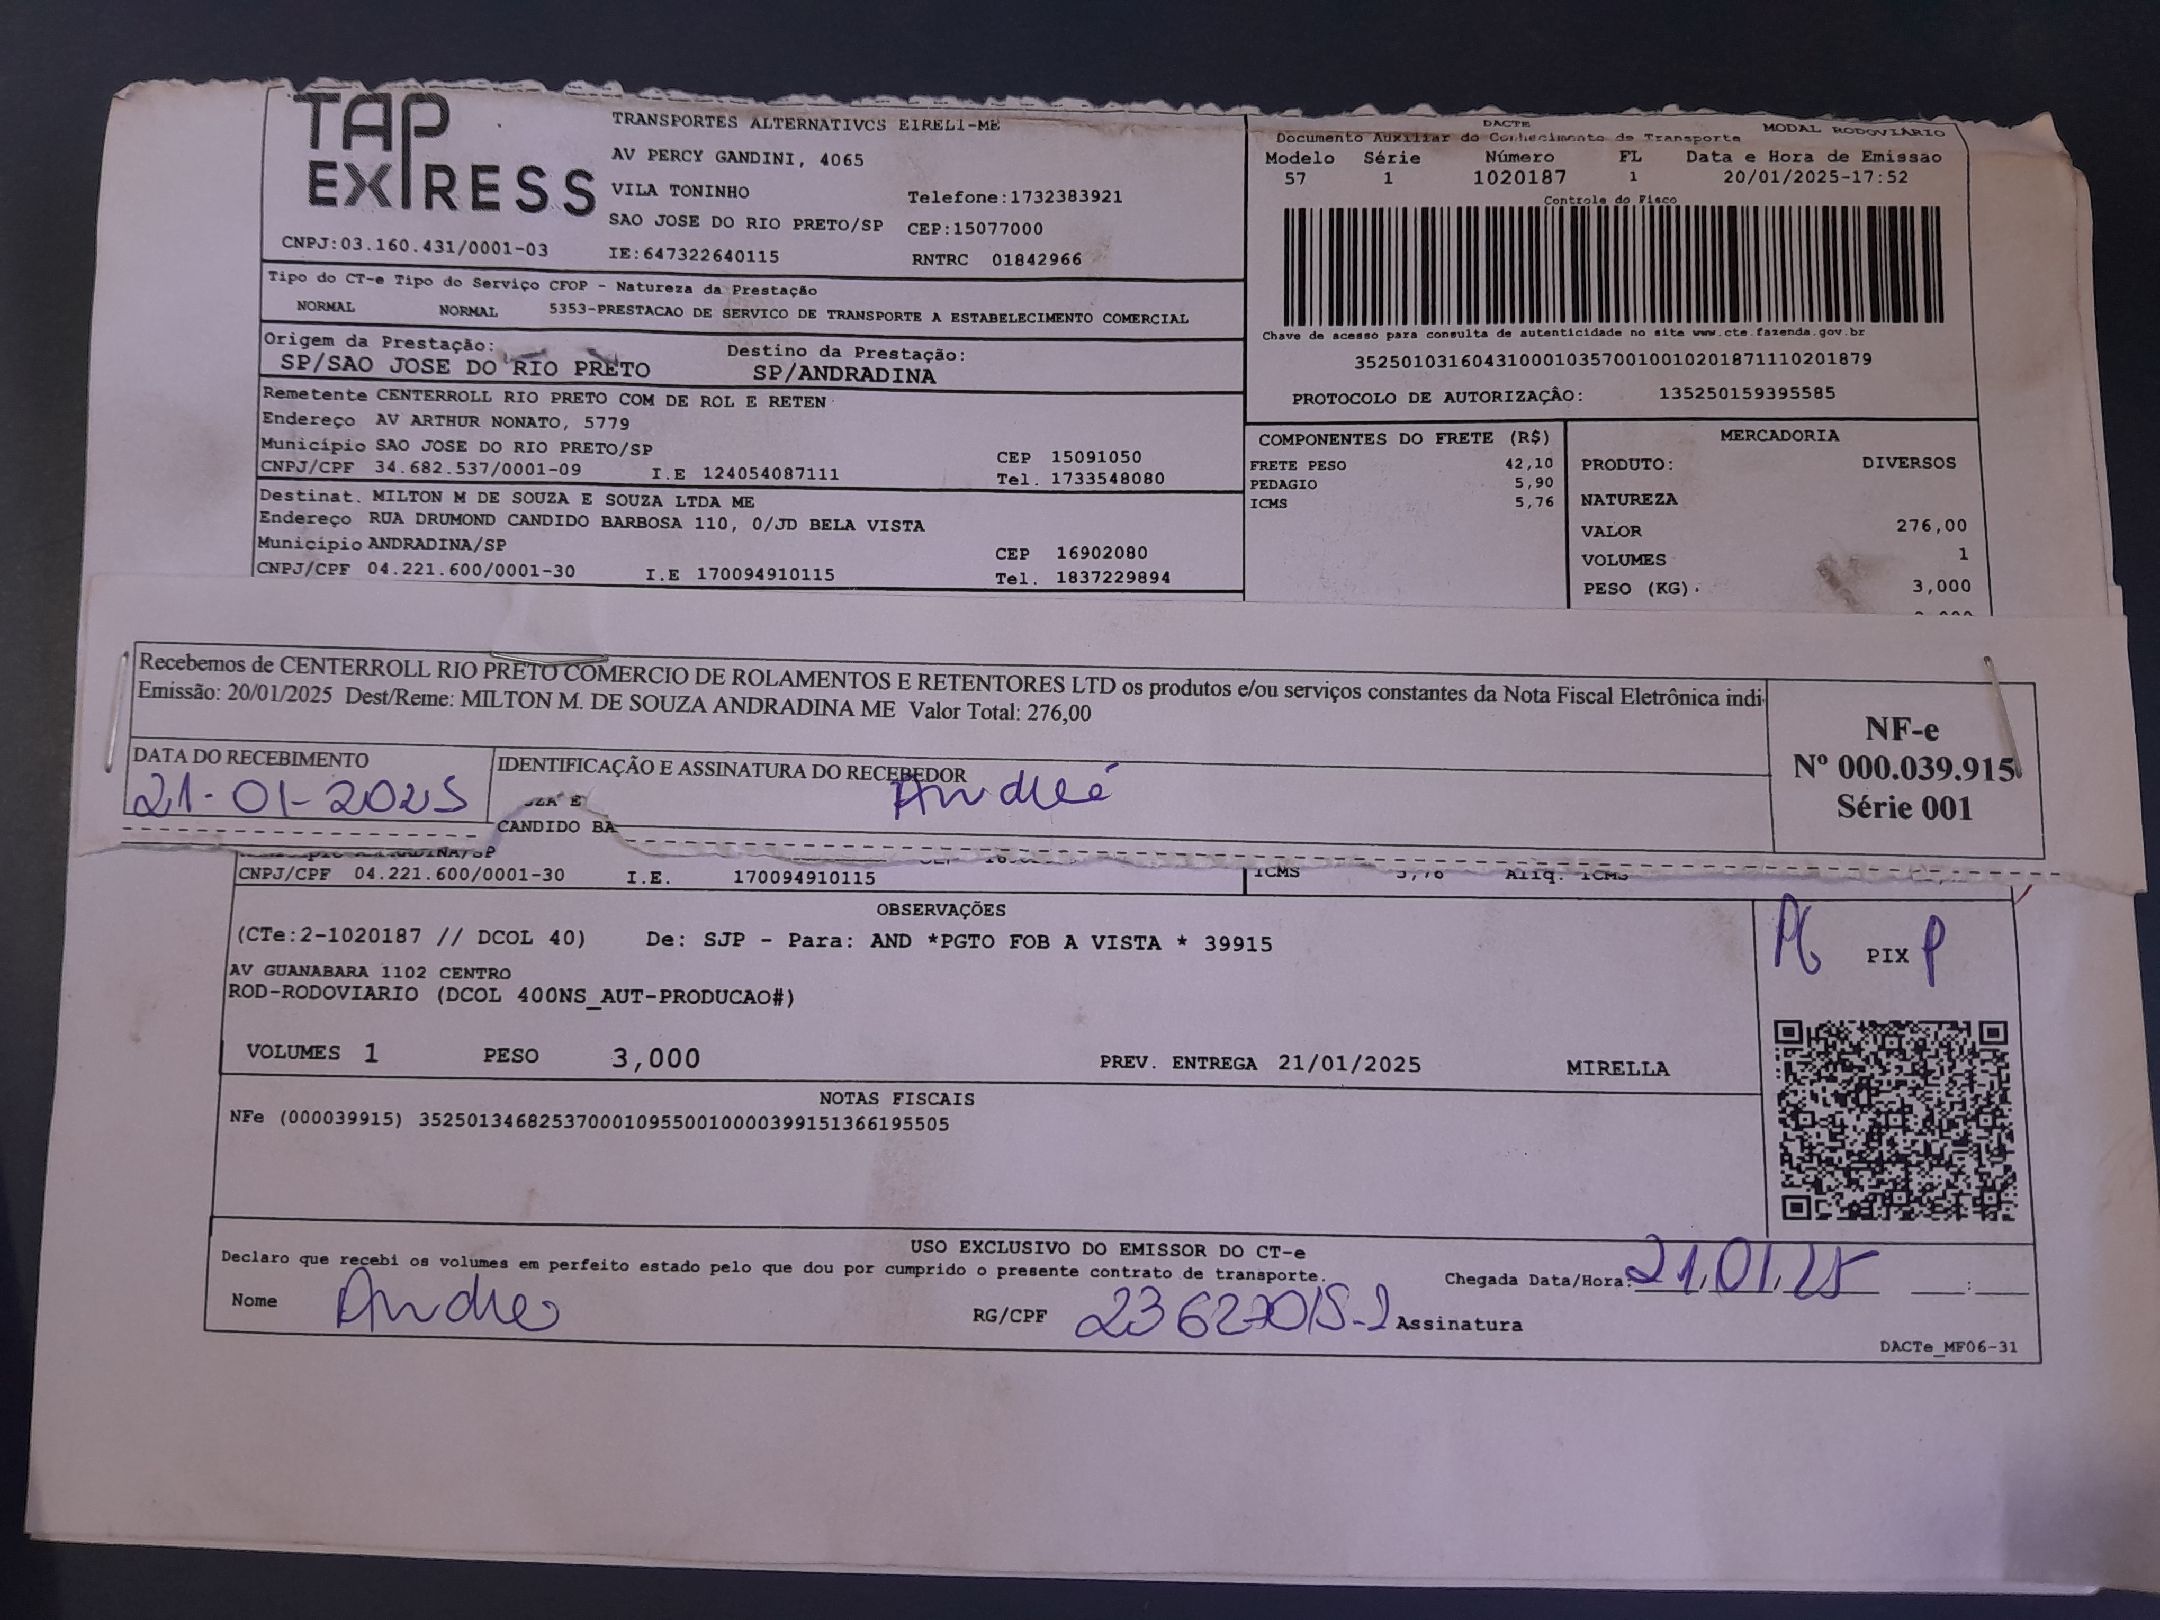 TAP
EXPRESS
TRANSPORTES ALTERNATIVOS EIRELI-ME
AV PERCY GANDINI, 4065
VILA TONINHO Telefone:1732383921
SAO JOSE DO RIO PRETO/SP CEP:15077000
CNPJ:03.160.431/0001-03 IE:647322640115 RNTRC 01842966
DACTE MODAL RODOVIÁRIO
Documento Auxiliar do Conhecimento de Transporte
Modelo Série Número FL Data e Hora de Emissão
57 1 1020187 1 20/01/2025-17:52
Controle do Fisco
Chave de acesso para consulta de autenticidade no site www.cte.fazenda.gov.br
35250103160431000103570010010201871110201879
PROTOCOLO DE AUTORIZAÇÂO: 135250159395585
Tipo do CT-e Tipo do Serviço CFOP - Natureza da Prestação
NORMAL NORMAL 5353-PRESTACAO DE SERVICO DE TRANSPORTE A ESTABELECIMENTO COMERCIAL
Origem da Prestação: Destino da Prestação:
SP/SAO JOSE DO RIO PRETO SP/ANDRADINA
Remetente CENTERROLL RIO PRETO COM DE ROL E RETEN
Endereço AV ARTHUR NONATO, 5779
Município SAO JOSE DO RIO PRETO/SP CEP 15091050
CNPJ/CPF 34.682.537/0001-09 I.E 124054087111 Tel. 1733548080
Destinat. MILTON M DE SOUZA E SOUZA LTDA ME
Endereço RUA DRUMOND CANDIDO BARBOSA 110, 0/JD BELA VISTA
Município ANDRADINA/SP CEP 16902080
CNPJ/CPF 04.221.600/0001-30 I.E 170094910115 Tel. 1837229894
COMPONENTES DO FRETE (R$)
FRETE PESO 42,10
PEDAGIO 5,90
ICMS 5,76
MERCADORIA
PRODUTO: DIVERSOS
NATUREZA
VALOR 276,00
VOLUMES 1
PESO (KG). 3,000
Recebemos de CENTERROLL RIO PRETO COMERCIO DE ROLAMENTOS E RETENTORES LTD os produtos e/ou serviços constantes da Nota Fiscal Eletrônica indi
Emissão: 20/01/2025 Dest/Reme: MILTON M. DE SOUZA ANDRADINA ME Valor Total: 276,00
NF-e
Nº 000.039.915
Série 001
DATA DO RECEBIMENTO IDENTIFICAÇÃO E ASSINATURA DO RECEBEDOR
21-01-2025 André
CANDIDO BA
CNPJ/CPF 04.221.600/0001-30 I.E. 170094910115 ICMS 5,76 Aliq. ICMS
OBSERVAÇÕES
(CTe:2-1020187 // DCOL 40) De: SJP - Para: AND *PGTO FOB A VISTA * 39915
AV GUANABARA 1102 CENTRO
ROD-RODOVIARIO (DCOL 400NS_AUT-PRODUCAO#)
PG PIX P
VOLUMES 1 PESO 3,000 PREV. ENTREGA 21/01/2025 MIRELLA
NOTAS FISCAIS
NFe (000039915) 35250134682537000109550010000399151366195505
USO EXCLUSIVO DO EMISSOR DO CT-e
Declaro que recebi os volumes em perfeito estado pelo que dou por cumprido o presente contrato de transporte. Chegada Data/Hora: 21,01,25 :
Nome Andre RG/CPF Assinatura
DACTe_MF06-31